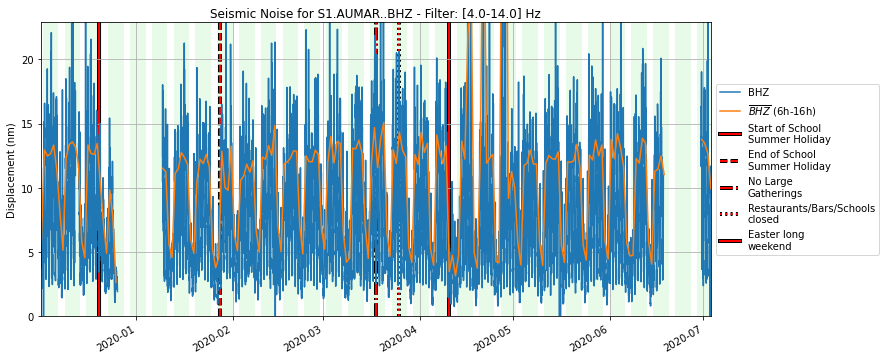 Seismic Noise for S1.AUMAR..BHZ - Filter: [4.0-14.0] Hz
Displacement (nm)
20
15
10
5
0
2020-01
2020-02
2020-03
2020-04
2020-05
2020-06
2020-07
BHZ
BHZ (6h-16h)
Start of School
Summer Holiday
End of School
Summer Holiday
No Large
Gatherings
Restaurants/Bars/Schools
closed
Easter long
weekend